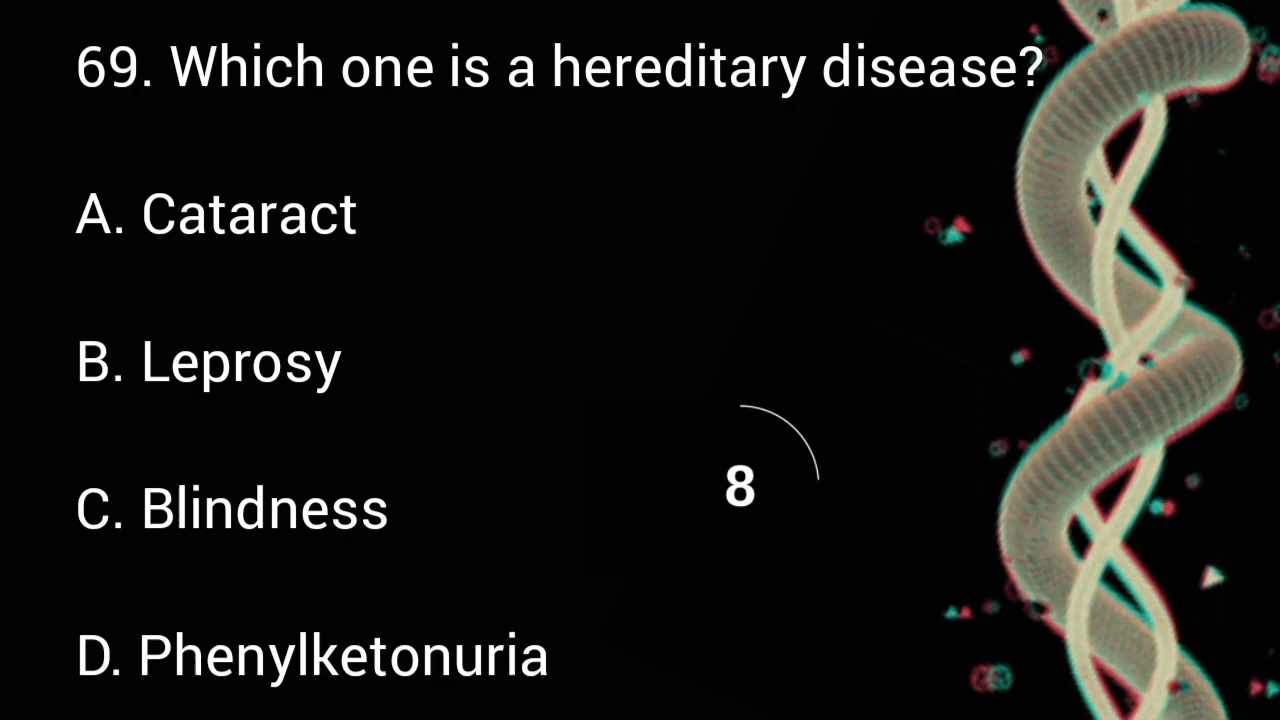 69. Which one is a hereditary disease?
A. Cataract
B. Leprosy
C. Blindness
8
D. Phenylketonuria